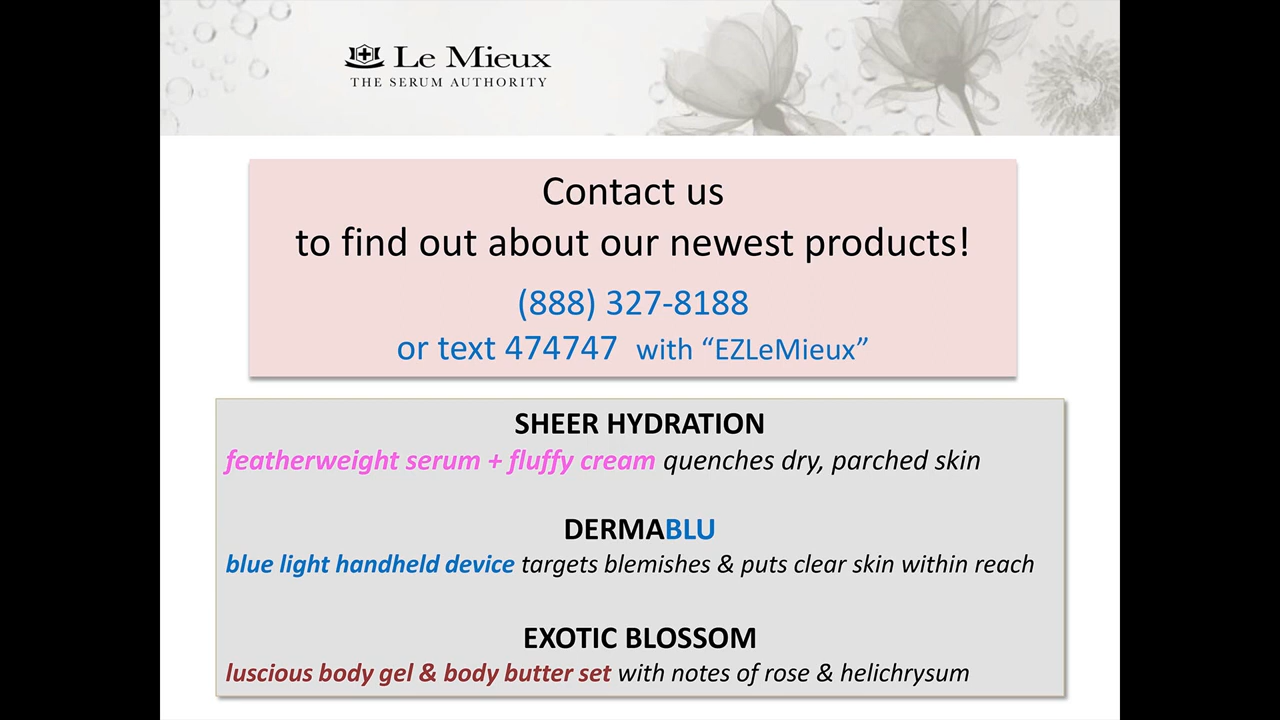 Le Mieux
THE SERUM AUTHORITY
Contact us
to find out about our newest products!
(888) 327-8188
or text 474747 with “EZLeMieux”
SHEER HYDRATION
featherweight serum + fluffy cream quenches dry, parched skin
DERMABLU
blue light handheld device targets blemishes & puts clear skin within reach
EXOTIC BLOSSOM
luscious body gel & body butter set with notes of rose & helichrysum